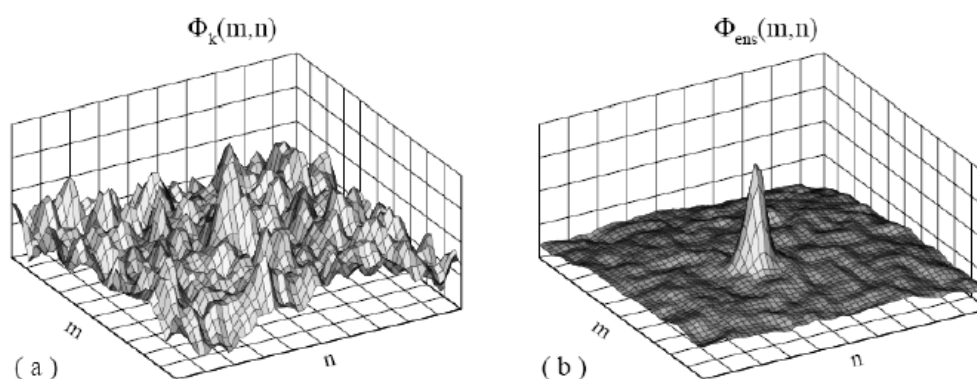 Φk(m,n)
Φens(m,n)
m
n
( a )
m
n
( b )